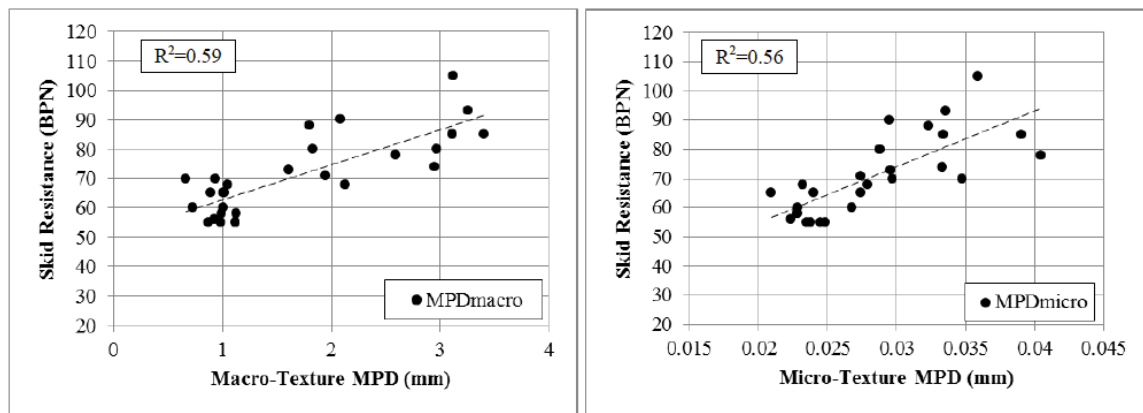 R²=0.59
120
110
100
90
80
70
60
50
40
30
20
Skid Resistance (BPN)
MPDmacro
0 1 2 3 4
Macro-Texture MPD (mm)
R²=0.56
120
110
100
90
80
70
60
50
40
30
20
Skid Resistance (BPN)
MPDmicro
0.015 0.02 0.025 0.03 0.035 0.04 0.045
Micro-Texture MPD (mm)